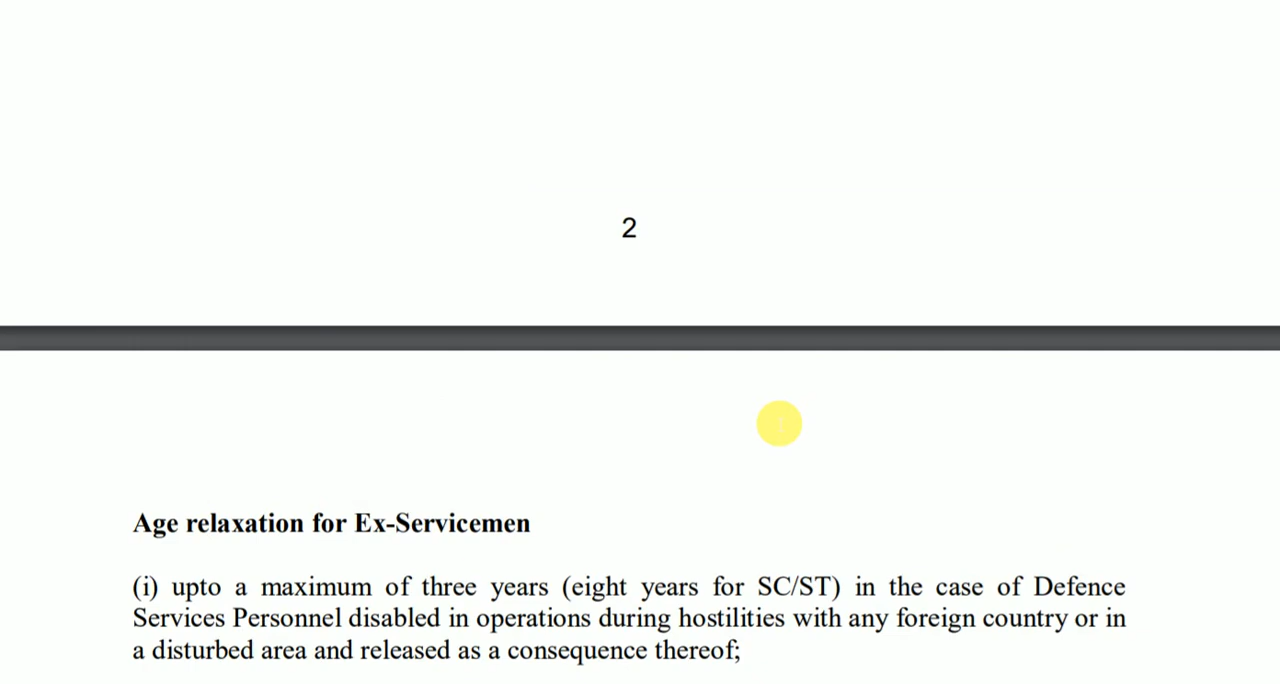 2
Age relaxation for Ex-Servicemen
(i) upto a maximum of three years (eight years for SC/ST) in the case of Defence
Services Personnel disabled in operations during hostilities with any foreign country or in
a disturbed area and released as a consequence thereof;